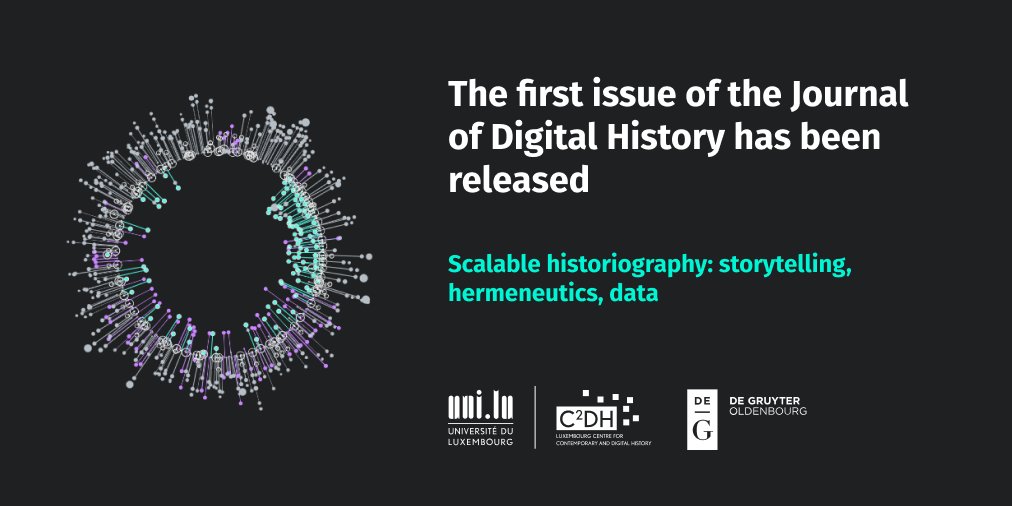 The first issue of the Journal
of Digital History has been
released
Scalable historiography: storytelling,
hermeneutics, data
uni.lu
UNIVERSITÉ DU
LUXEMBOURG
C²DH
LUXEMBOURG CENTRE FOR
CONTEMPORARY AND DIGITAL HISTORY
DE
G
DE GRUYTER
OLDENBOURG